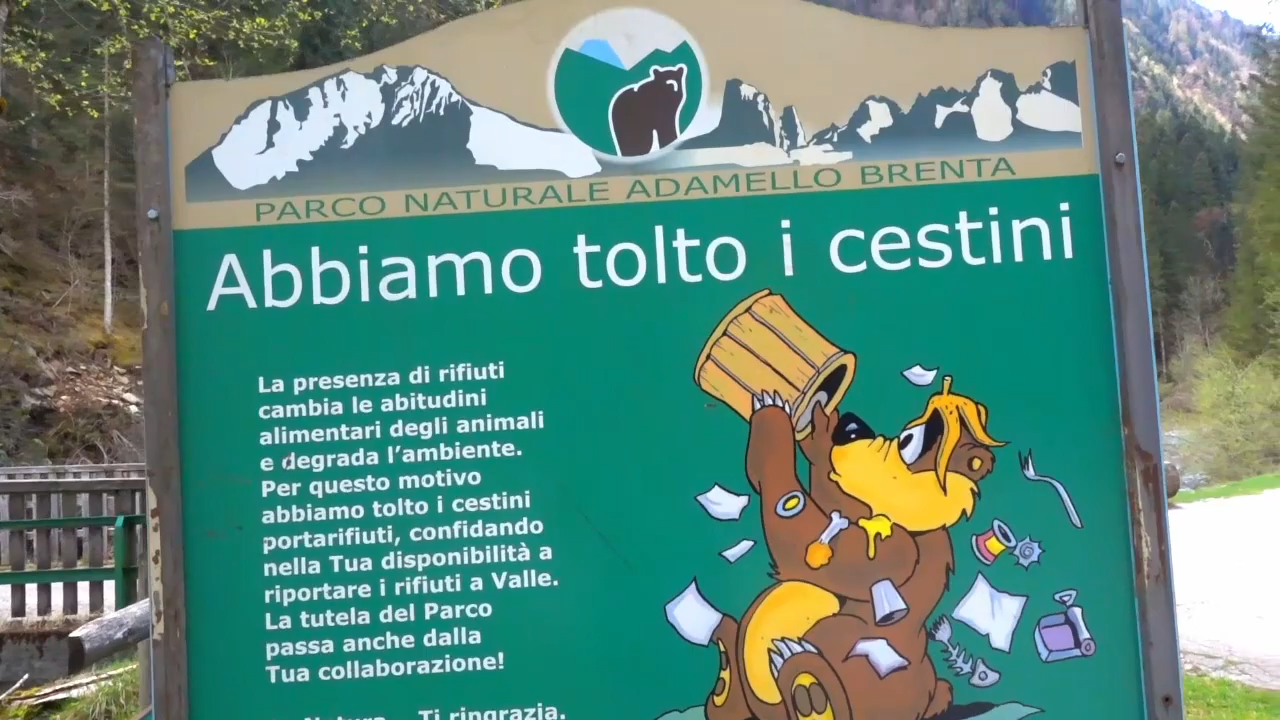 PARCO NATURALE ADAMELLO BRENTA
Abbiamo tolto i cestini
La presenza di rifiuti
cambia le abitudini
alimentari degli animali
e degrada l'ambiente.
Per questo motivo
abbiamo tolto i cestini
portarifiuti, confidando
nella Tua disponibilità a
riportare i rifiuti a Valle.
La tutela del Parco
passa anche dalla
Tua collaborazione!
Natura... Ti ringrazia.